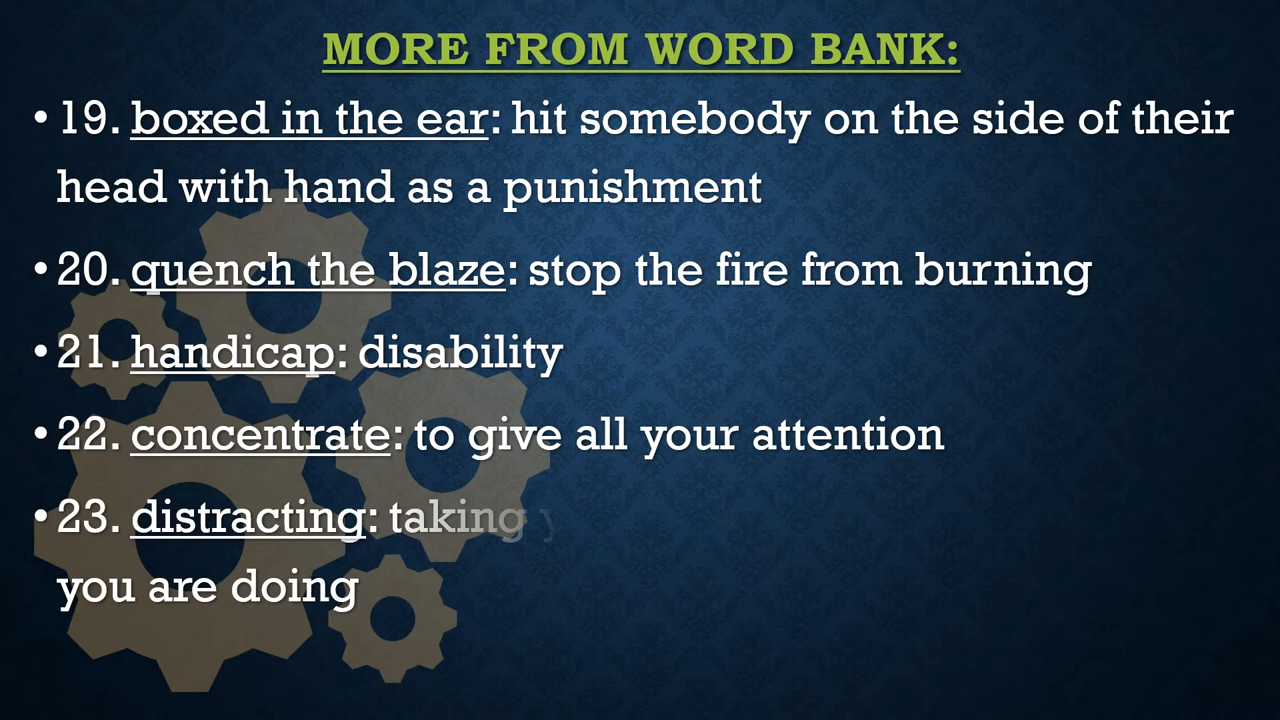 MORE FROM WORD BANK:
• 19. boxed in the ear: hit somebody on the side of their
head with hand as a punishment
• 20. quench the blaze: stop the fire from burning
• 21. handicap: disability
• 22. concentrate: to give all your attention
• 23. distracting: taking
you are doing